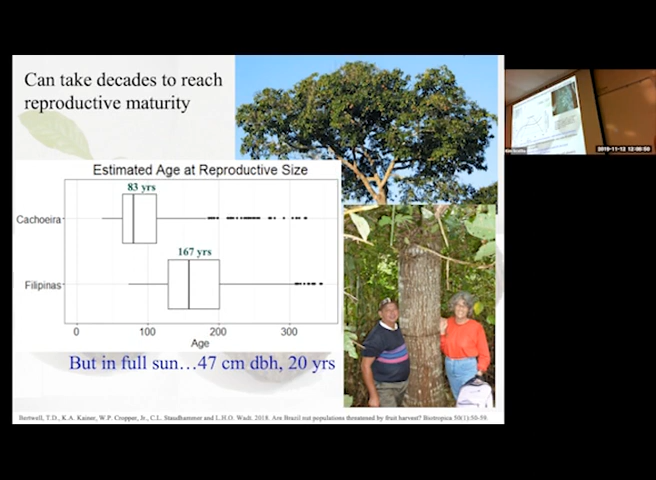 Can take decades to reach
reproductive maturity
Estimated Age at Reproductive Size
83 yrs
Cachoeira
167 yrs
Filipinas
0 100 200 300
Age
But in full sun…47 cm dbh, 20 yrs
Bertwell, T.D., K.A. Kainer, W.P. Cropper, Jr., C.L. Staudhammer and L.H.O. Wadt. 2018. Are Brazil nut populations threatened by fruit harvest? Biotropica 50(1):50-59.